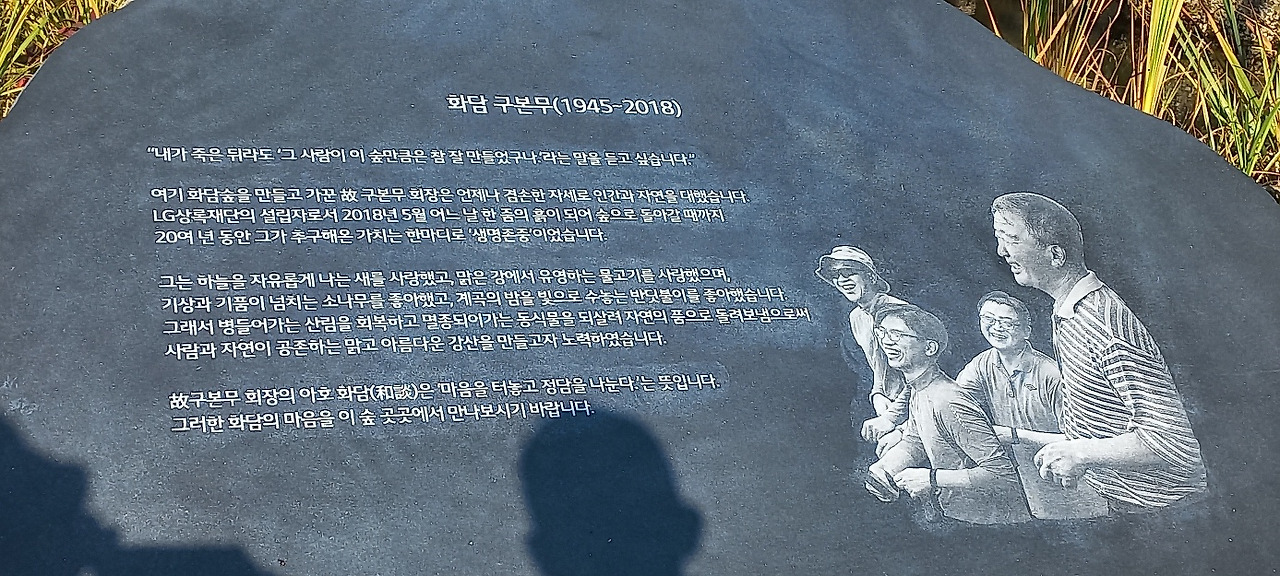 화담 구본무(1945-2018)
"내가 죽은 뒤라도 '그 사람이 이 숲만큼은 참 잘 만들었구나.'라는 말을 듣고 싶습니다."
여기 화담숲을 만들고 가꾼 故 구본무 회장은 언제나 겸손한 자세로 인간과 자연을 대했습니다.
LG상록재단의 설립자로서 2018년 5월 어느 날 한 줌의 흙이 되어 숲으로 돌아갈 때까지
20여 년 동안 그가 추구해온 가치는 한마디로 '생명존중'이었습니다.
그는 하늘을 자유롭게 나는 새를 사랑했고, 맑은 강에서 유영하는 물고기를 사랑했으며,
기상과 기품이 넘치는 소나무를 좋아했고, 계곡의 밤을 빛으로 수놓는 반딧불이를 좋아했습니다.
그래서 병들어가는 산림을 회복하고 멸종되어가는 동식물을 되살려 자연의 품으로 돌려보냄으로써
사람과 자연이 공존하는 맑고 아름다운 강산을 만들고자 노력하였습니다.
故구본무 회장의 아호 화담(和談)은 '마음을 터놓고 정담을 나눈다.'는 뜻입니다.
그러한 화담의 마음을 이 숲 곳곳에서 만나보시기 바랍니다.